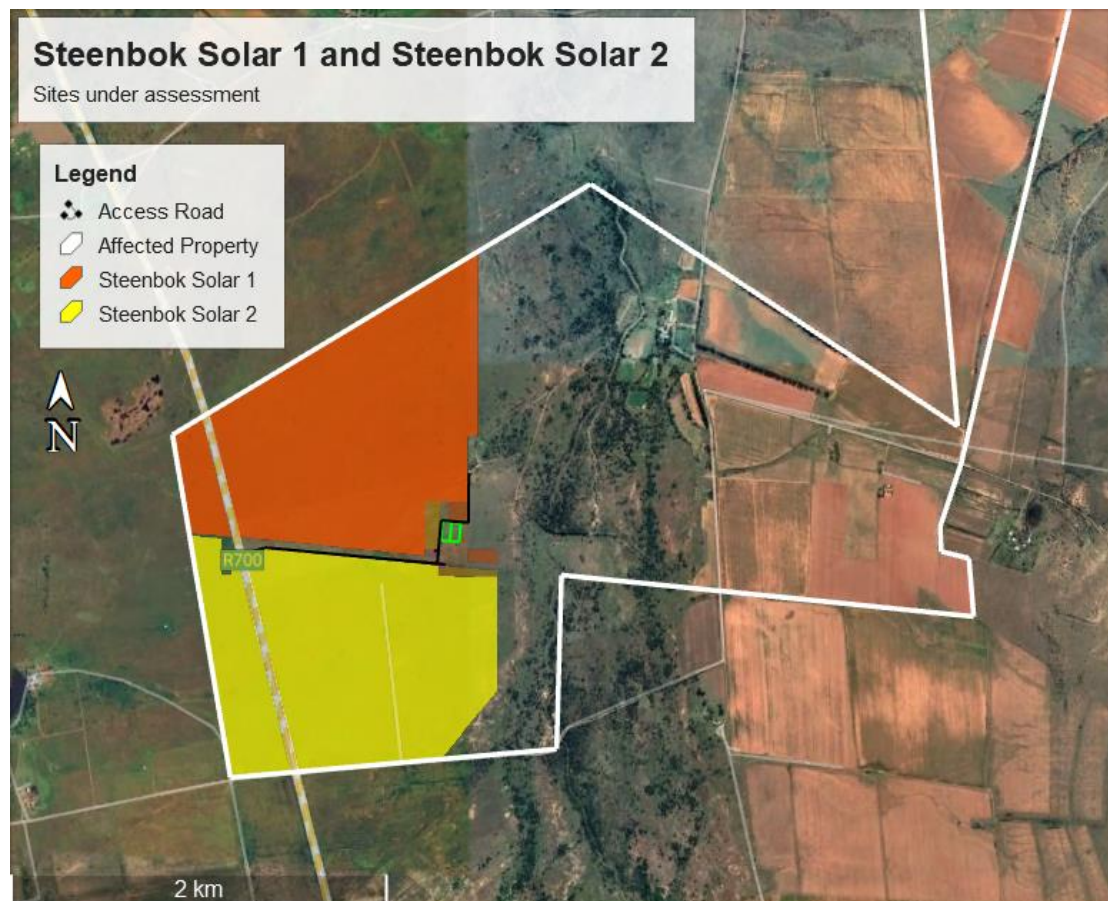 Steenbok Solar 1 and Steenbok Solar 2
Sites under assessment
Legend
Access Road
Affected Property
Steenbok Solar 1
Steenbok Solar 2
N
R700
2 km